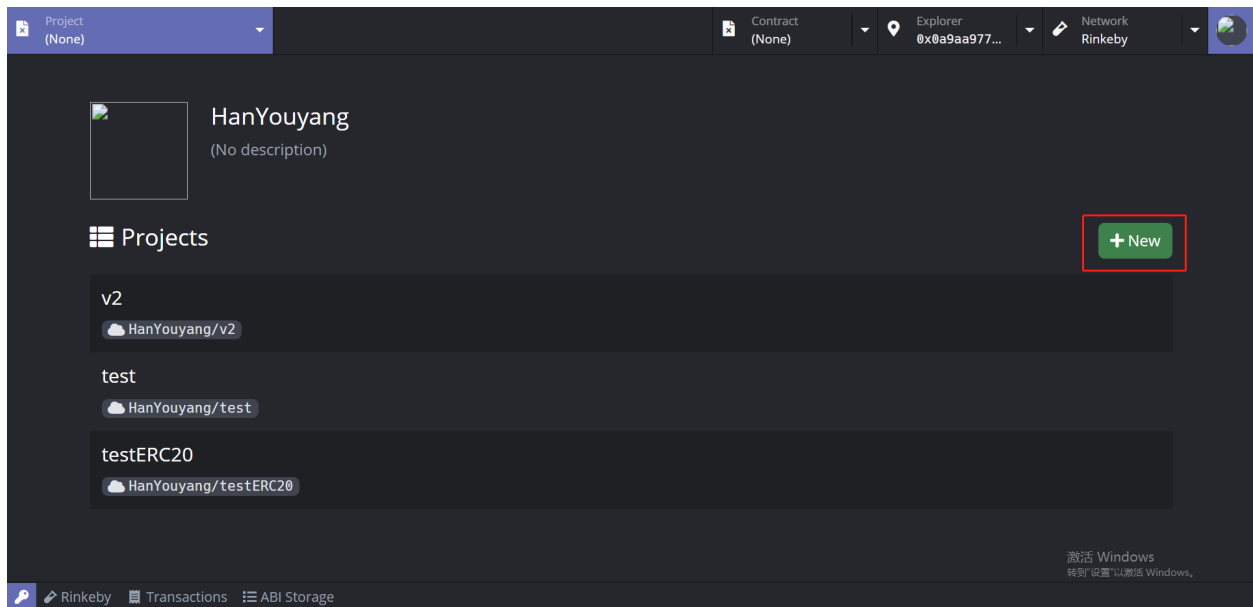 Project
(None)
Contract
(None)
Explorer
0x0a9aa977...
Network
Rinkeby
HanYouyang
(No description)
Projects
New
v2
HanYouyang/v2
test
HanYouyang/test
testERC20
HanYouyang/testERC20
激活 Windows
转到"设置"以激活 Windows。
Rinkeby Transactions ABI Storage